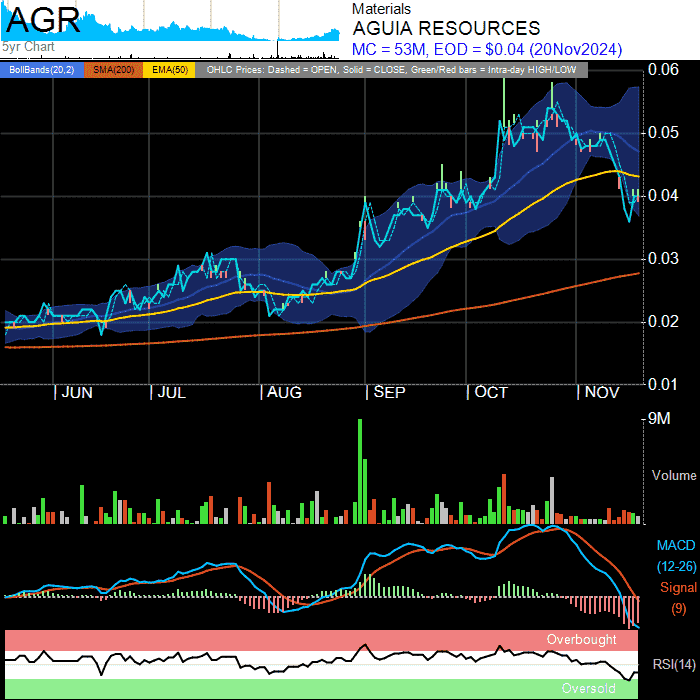 AGR
5yr Chart
Materials
AGUIA RESOURCES
MC = 53M, EOD = $0.04 (20Nov2024)
BollBands(20,2) SMA(200) EMA(50) OHLC Prices: Dashed = OPEN, Solid = CLOSE, Green/Red bars = Intra-day HIGH/LOW
0.06
0.05
0.04
0.03
0.02
0.01
JUN JUL AUG SEP OCT NOV
9M
Volume
MACD
(12-26)
Signal
(9)
Overbought
RSI(14)
Oversold